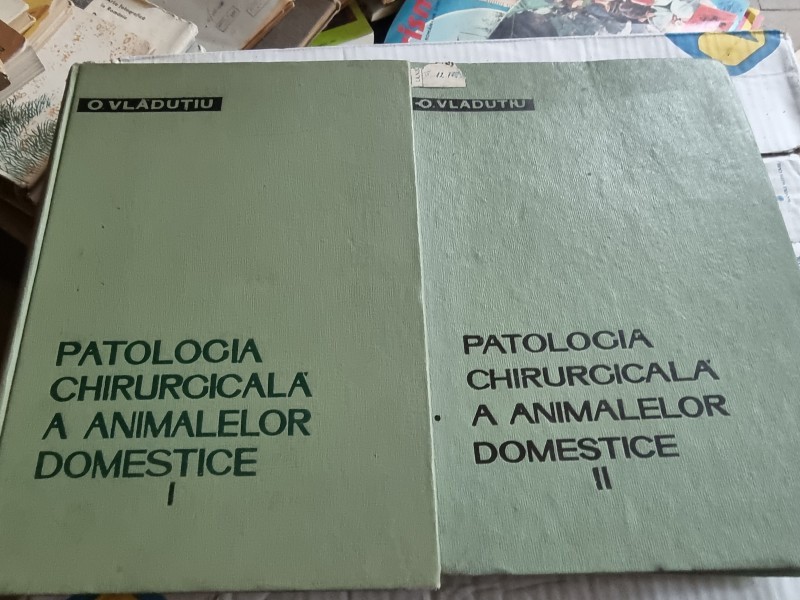 O VLĂDUȚIU
PATOLOGIA
CHIRURGICALĂ
A ANIMALELOR
DOMESTICE
I
O. VLĂDUȚIU
PATOLOGIA
CHIRURGICALĂ
A ANIMALELOR
DOMESTICE
II